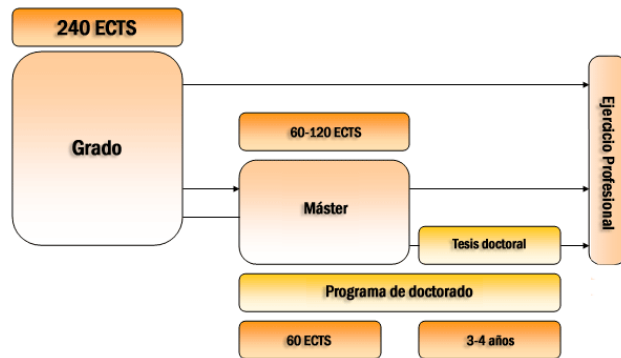 240 ECTS
Grado
60-120 ECTS
Máster
Tesis doctoral
Ejercicio Profesional
Programa de doctorado
60 ECTS
3-4 años